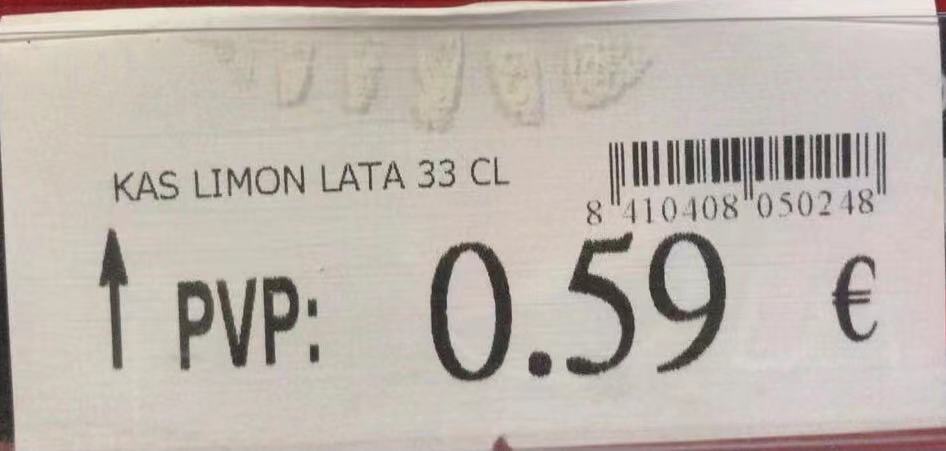 KAS LIMON LATA 33 CL
8 410408 050248
↑ PVP: 0.59 €